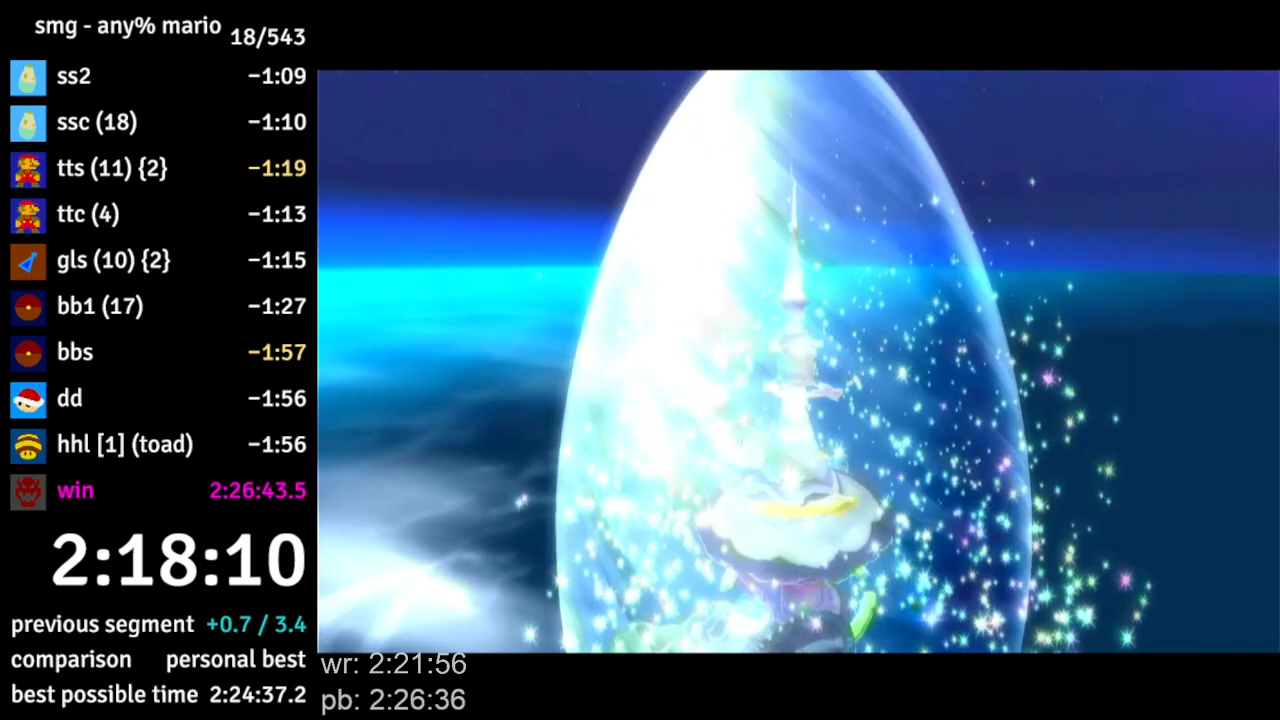 smg - any% mario 18/543
ss2 −1:09
ssc (18) −1:10
tts (11) {2} −1:19
ttc (4) −1:13
gls (10) {2} −1:15
bb1 (17) −1:27
bbs −1:57
dd −1:56
hhl [1] (toad) −1:56
win 2:26:43.5
2:18:10
previous segment +0.7 / 3.4
comparison personal best
best possible time 2:24:37.2
wr: 2:21:56
pb: 2:26:36